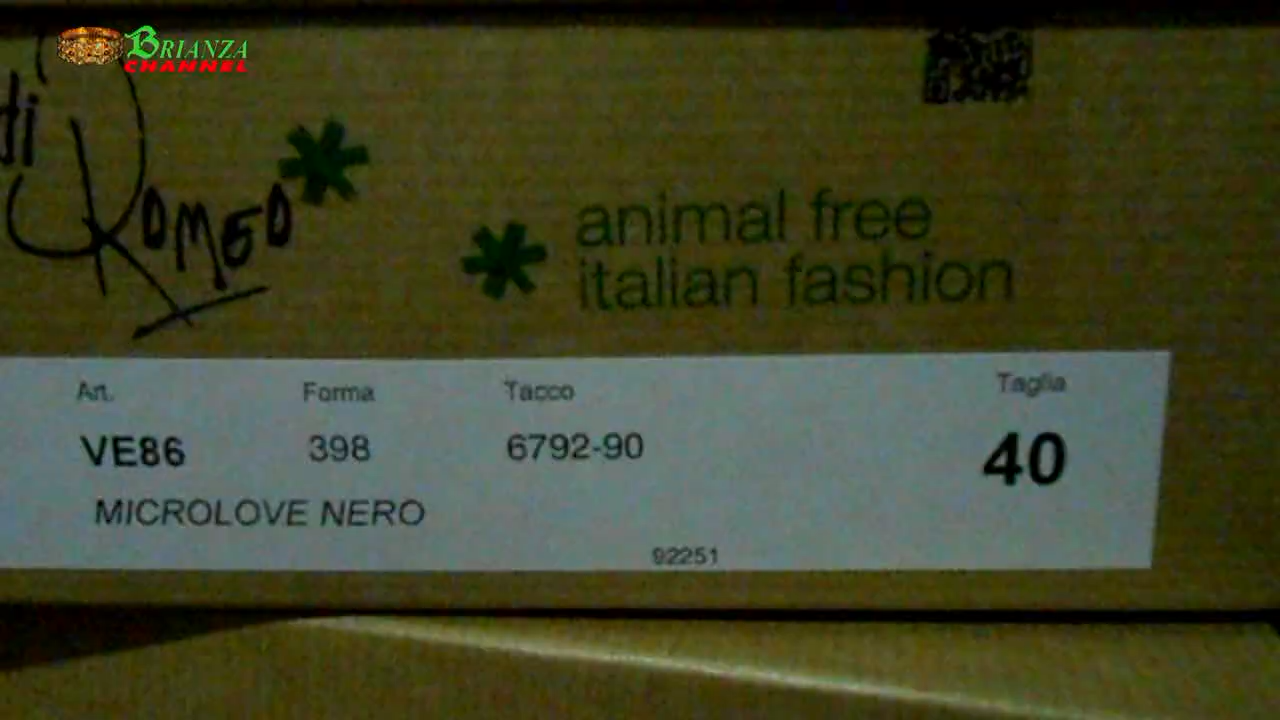 BRIANZA
CHANNEL
di
ROMEO
animal free
italian fashion
Art. Forma Tacco Taglia
VE86 398 6792-90 40
MICROLOVE NERO
92251